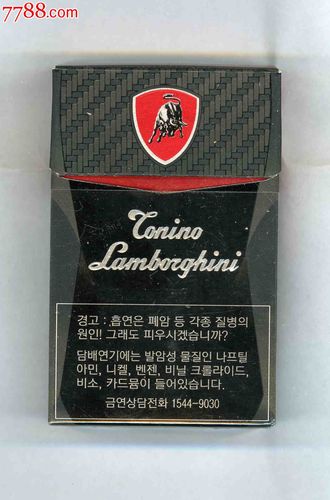 7788.com
Tonino
Lamborghini
경고 : 흡연은 폐암 등 각종 질병의
원인! 그래도 피우시겠습니까?
담배연기에는 발암성 물질인 나프틸
아민, 니켈, 벤젠, 비닐 크롤라이드,
비소, 카드뮴이 들어있습니다.
금연상담전화 1544-9030